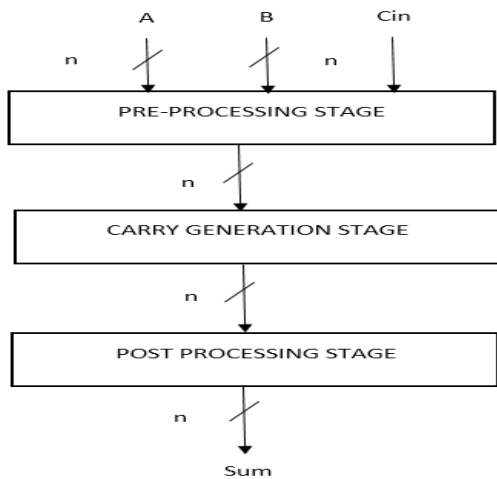 A B Cin
n n
PRE-PROCESSING STAGE
n
CARRY GENERATION STAGE
n
POST PROCESSING STAGE
n
Sum